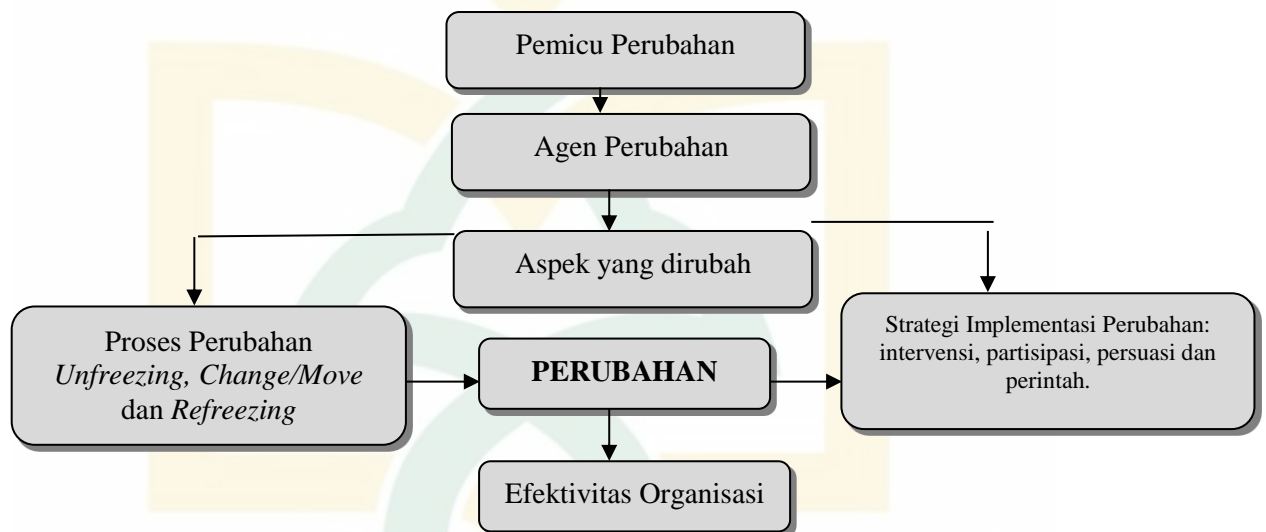 Pemicu Perubahan
Agen Perubahan
Aspek yang dirubah
Proses Perubahan
Unfreezing, Change/Move
dan Refreezing
PERUBAHAN
Strategi Implementasi Perubahan:
intervensi, partisipasi, persuasi dan
perintah.
Efektivitas Organisasi